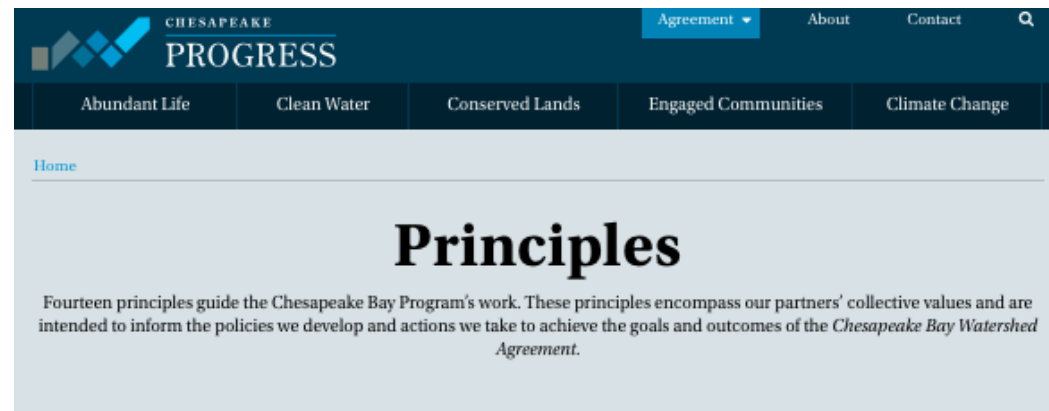 CHESAPEAKE
PROGRESS
Agreement
About
Contact
Abundant Life
Clean Water
Conserved Lands
Engaged Communities
Climate Change
Home
Principles
Fourteen principles guide the Chesapeake Bay Program's work. These principles encompass our partners' collective values and are
intended to inform the policies we develop and actions we take to achieve the goals and outcomes of the Chesapeake Bay Watershed
Agreement.